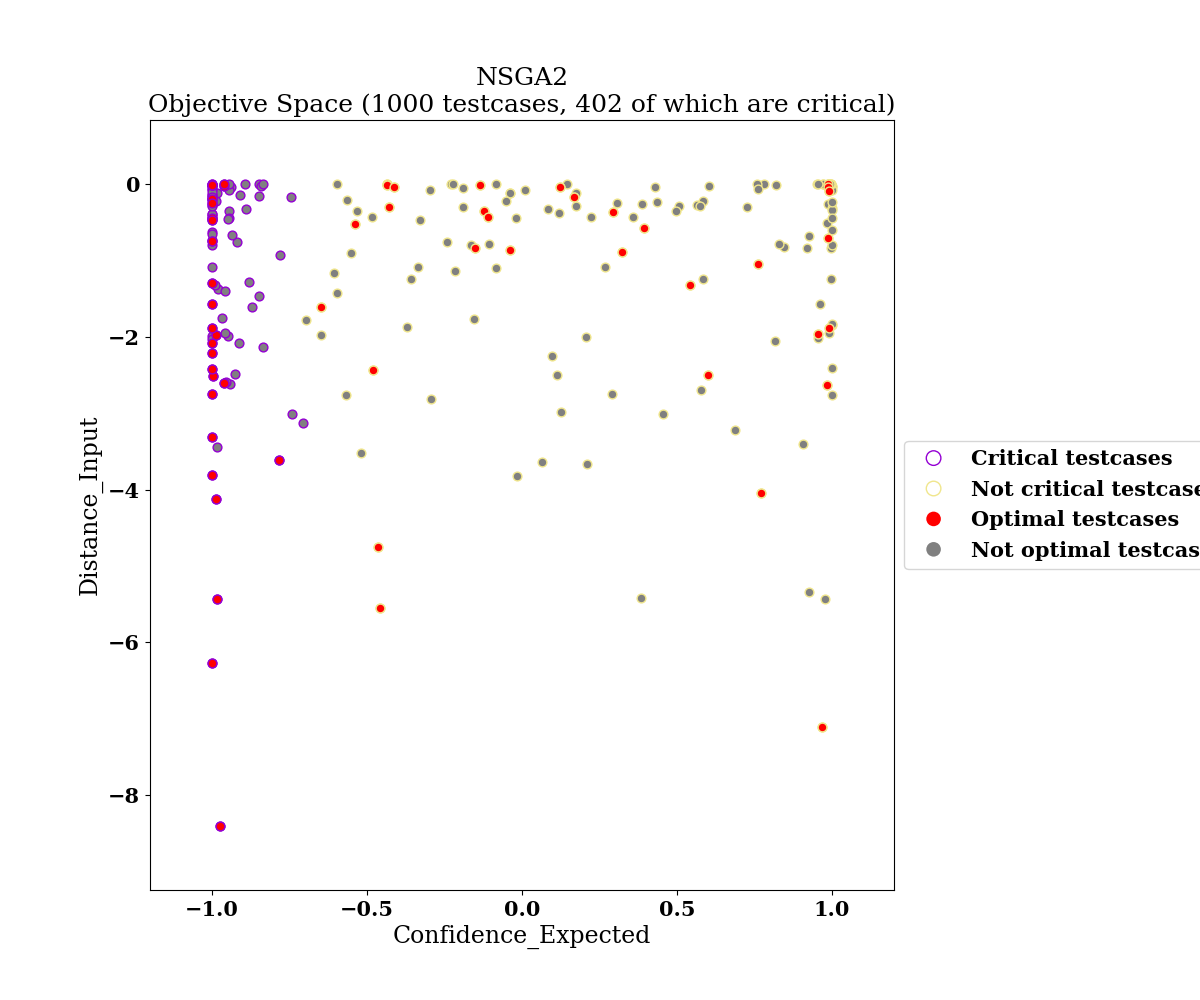 NSGA2
Objective Space (1000 testcases, 402 of which are critical)
0
−2
−4
−6
−8
Distance_Input
−1.0
−0.5
0.0
0.5
1.0
Confidence_Expected
Critical testcases
Not critical testcase
Optimal testcases
Not optimal testcas